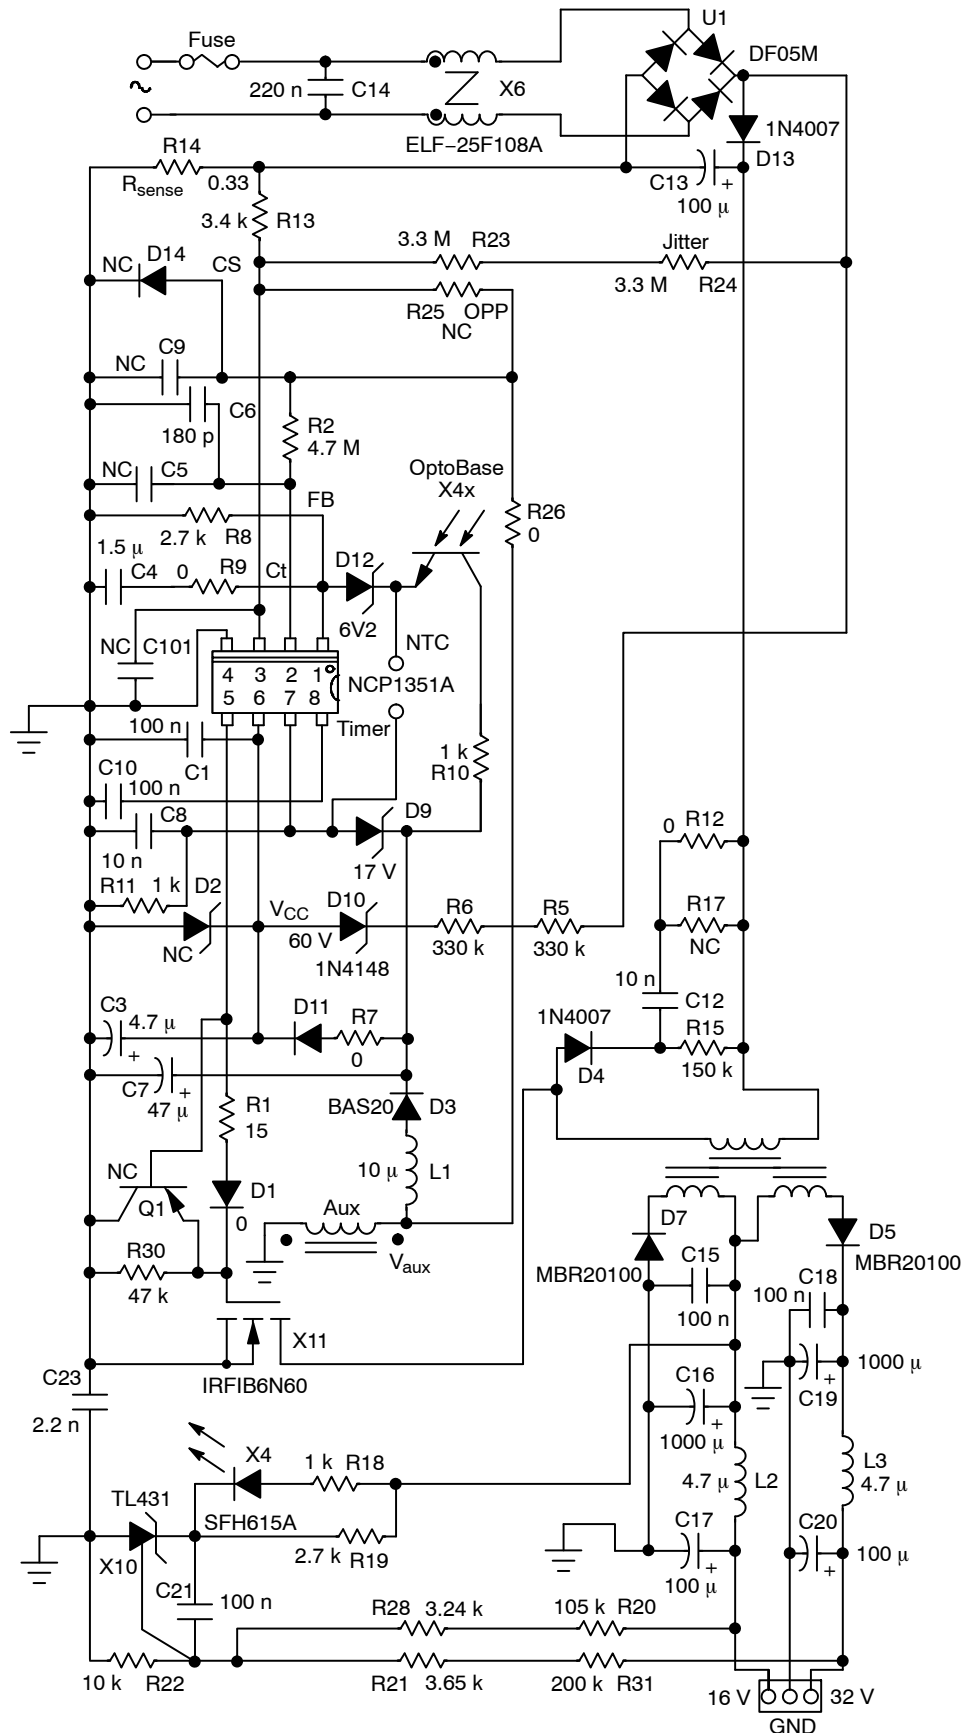 U1
Fuse
DF05M
220 n
C14
X6
1N4007
ELF−25F108A
D13
R14
C13
+
Rsense
0.33
100 μ
3.4 k
R13
3.3 M
R23
Jitter
NC
D14
CS
3.3 M
R24
R25
OPP
NC
C9
NC
C6
R2
180 p
4.7 M
OptoBase
X4x
NC
C5
FB
R26
0
2.7 k
R8
1.5 μ
D12
C4
0
R9
Ct
6V2
NTC
NC
C101
4 3 2 1
NCP1351A
5 6 7 8
100 n
Timer
1 k
R10
C1
C10
100 n
C8
D9
0
R12
10 n
17 V
R11
1 k
D2
VCC
D10
R6
R5
R17
60 V
NC
NC
330 k
330 k
1N4148
10 n
C12
C3
4.7 μ
D11
R7
1N4007
R15
+
0
D4
150 k
C7
+
47 μ
R1
15
BAS20
D3
10 μ
L1
NC
Q1
D1
0
Aux
D7
D5
Vaux
R30
C15
MBR20100
MBR20100
C18
47 k
100 n
100 n
X11
1000 μ
C23
IRFIB6N60
C16
+
C19
2.2 n
+
1000 μ
X4
1 k
R18
L3
4.7 μ
L2
4.7 μ
TL431
SFH615A
C17
C20
X10
2.7 k
R19
+
100 μ
+
100 μ
C21
100 n
R28
3.24 k
105 k
R20
10 k
R22
R21
3.65 k
200 k
R31
16 V
32 V
GND